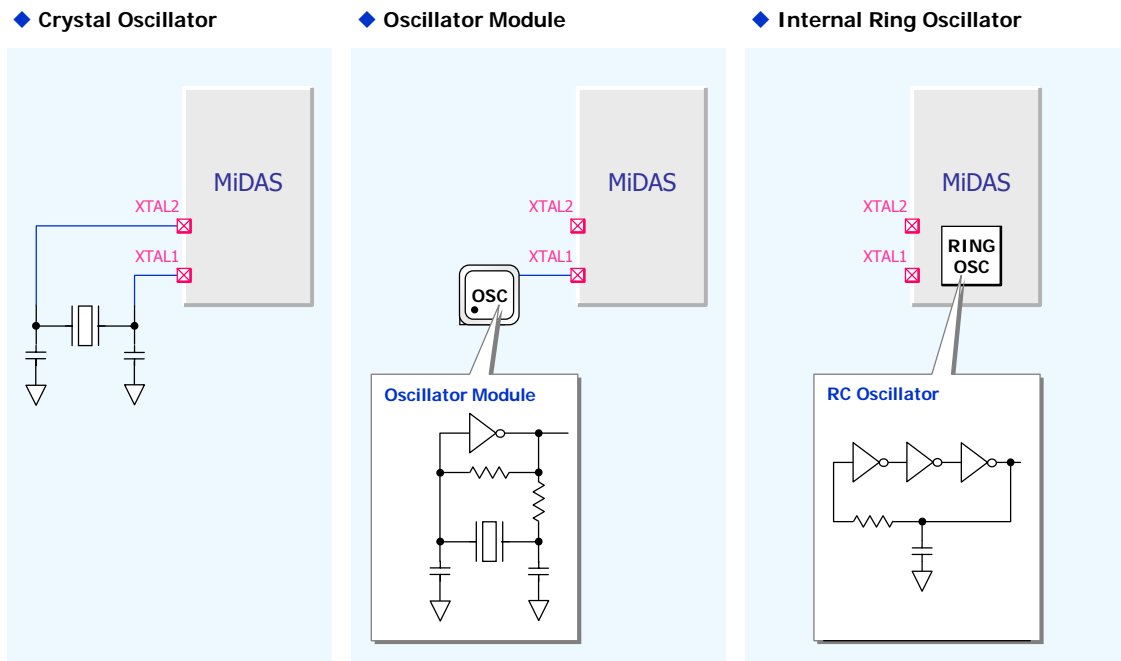 Crystal Oscillator
MiDAS
XTAL2
XTAL1
Oscillator Module
MiDAS
XTAL2
XTAL1
OSC
Oscillator Module
Internal Ring Oscillator
MiDAS
XTAL2
XTAL1
RING
OSC
RC Oscillator